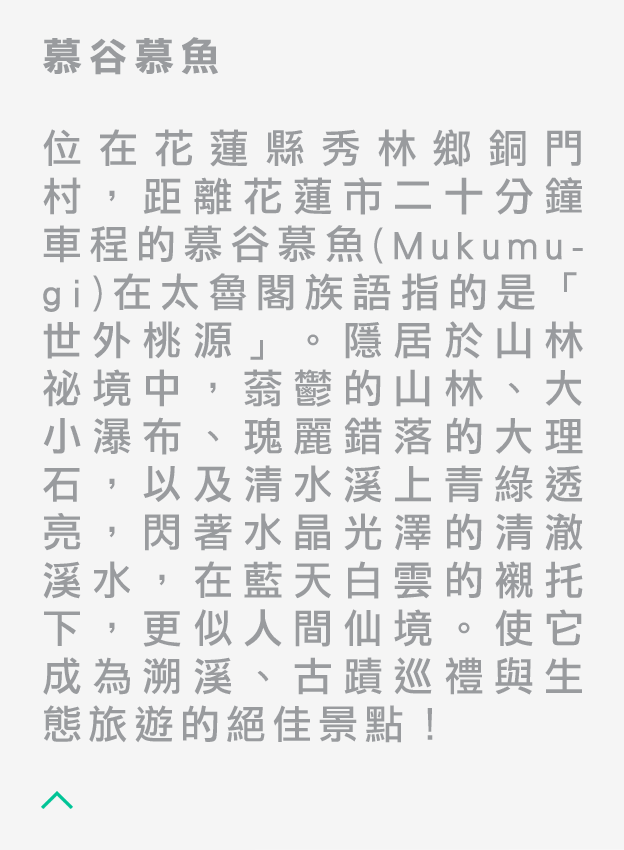 慕谷慕魚
位在花蓮縣秀林鄉銅門
村，距離花蓮市二十分鐘
車程的慕谷慕魚(Mukumu-
gi)在太魯閣族語指的是「
世外桃源」。隱居於山林
祕境中，蓊鬱的山林、大
小瀑布、瑰麗錯落的大理
石，以及清水溪上青綠透
亮，閃著水晶光澤的清澈
溪水，在藍天白雲的襯托
下，更似人間仙境。使它
成為溯溪、古蹟巡禮與生
態旅遊的絕佳景點！